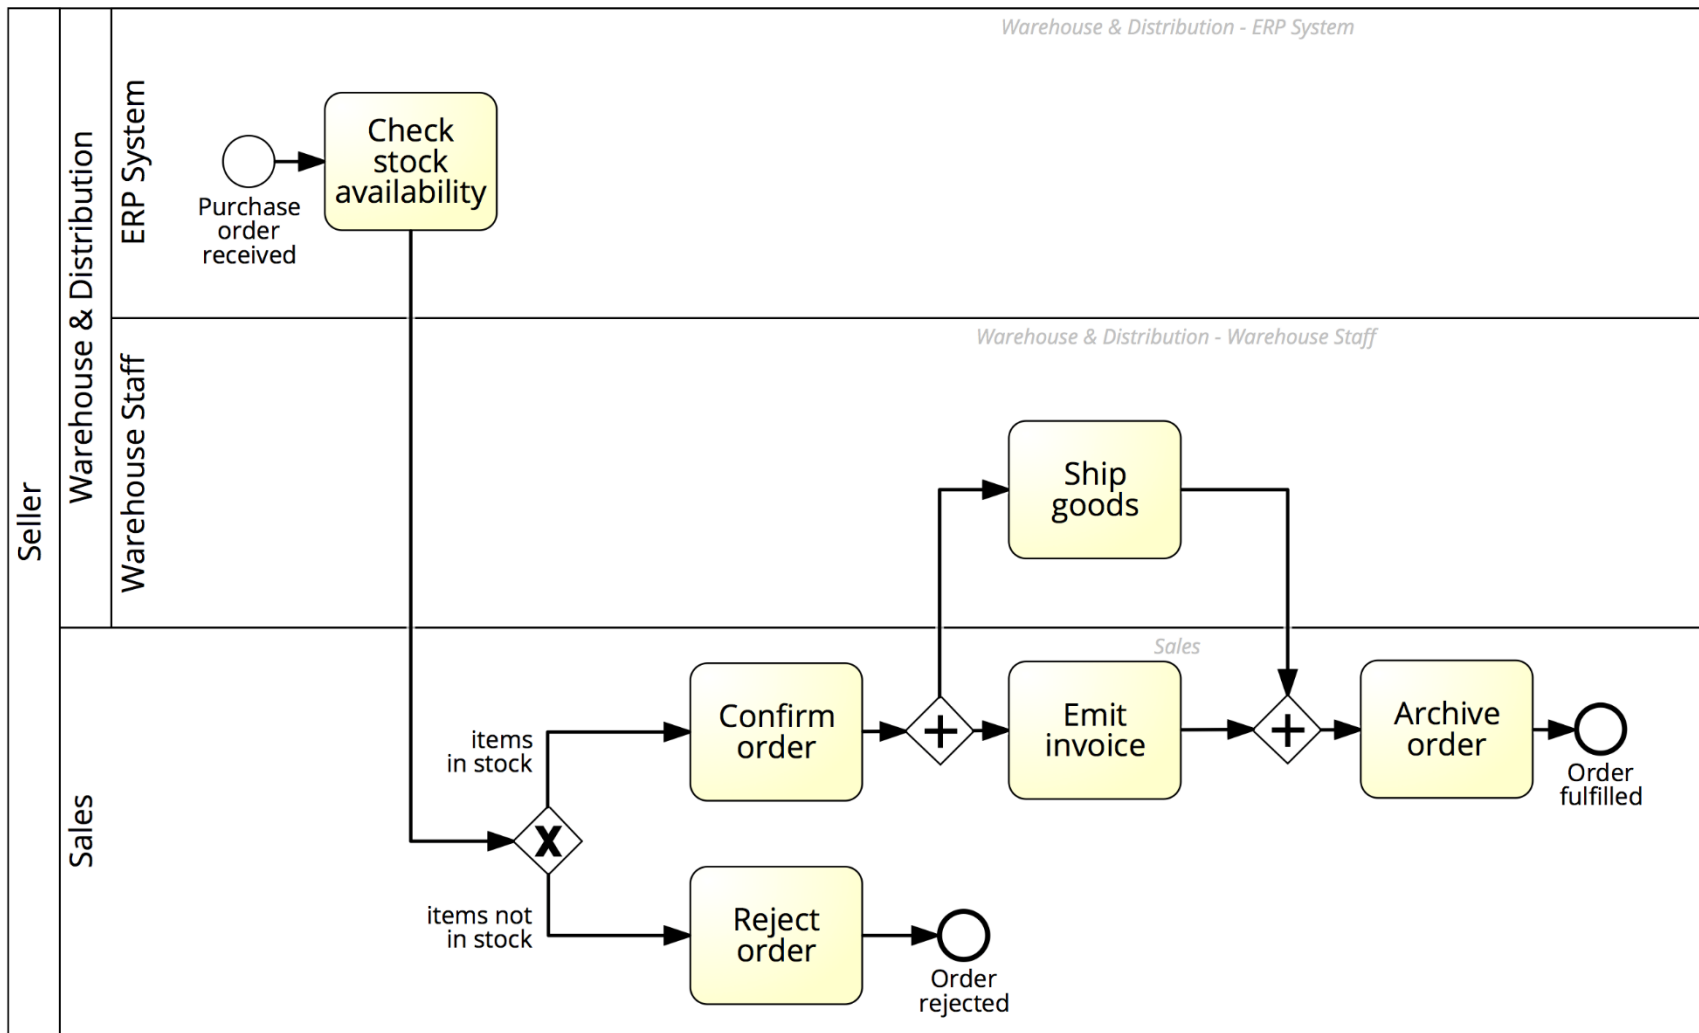 Warehouse & Distribution - ERP System
Seller
Warehouse & Distribution
ERP System
Check
stock
availability
Purchase
order
received
Warehouse & Distribution - Warehouse Staff
Warehouse Staff
Ship
goods
Sales
Sales
items
in stock
Confirm
order
+
Emit
invoice
+
Archive
order
Order
fulfilled
X
items not
in stock
Reject
order
Order
rejected